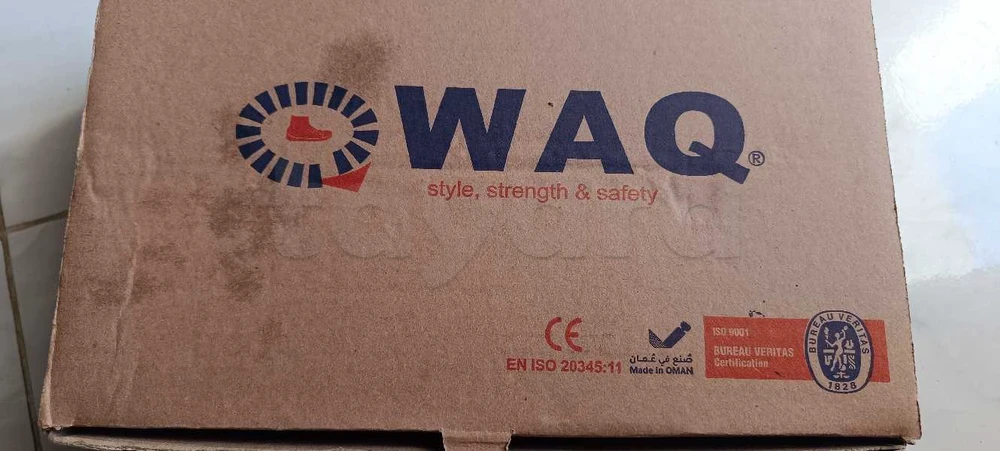 WAQ®
style, strength & safety
CE
EN ISO 20345:11
صُنع في عُمان
Made in OMAN
ISO 9001
BUREAU VERITAS
Certification
BUREAU VERITAS
1828